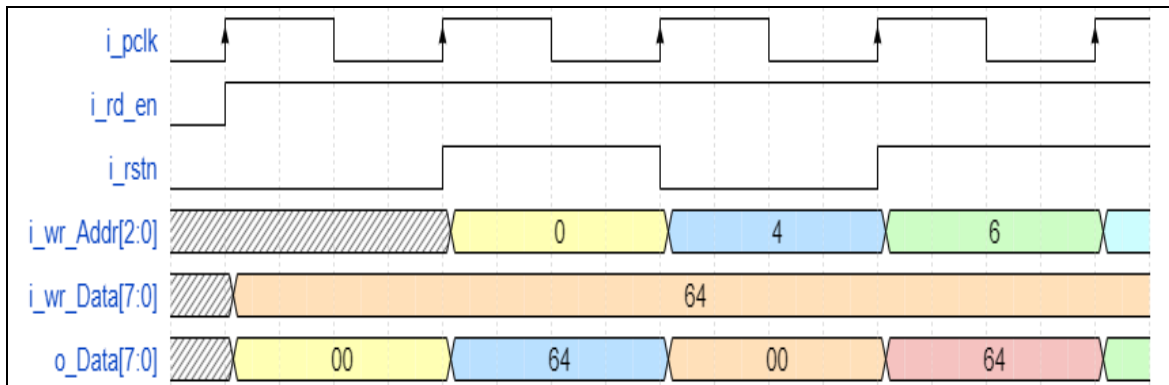 i_pclk
i_rd_en
i_rstn
i_wr_Addr[2:0] 0 4 6
i_wr_Data[7:0] 64
o_Data[7:0] 00 64 00 64